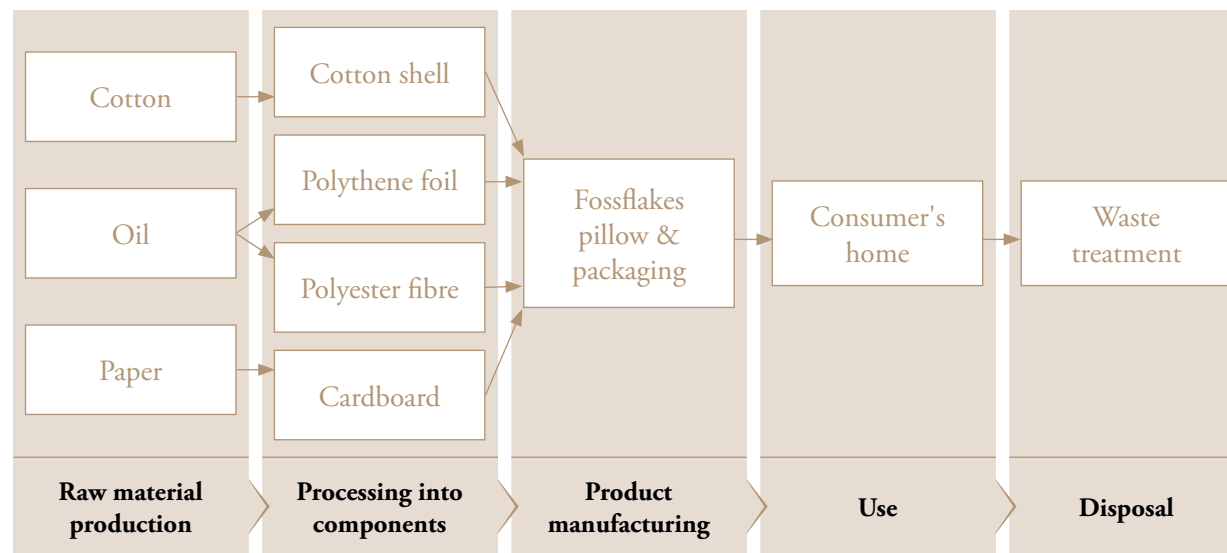 Cotton
Oil
Paper
Cotton shell
Polythene foil
Polyester fibre
Cardboard
Fossflakes
pillow &
packaging
Consumer's
home
Waste
treatment
Raw material
production
Processing into
components
Product
manufacturing
Use
Disposal